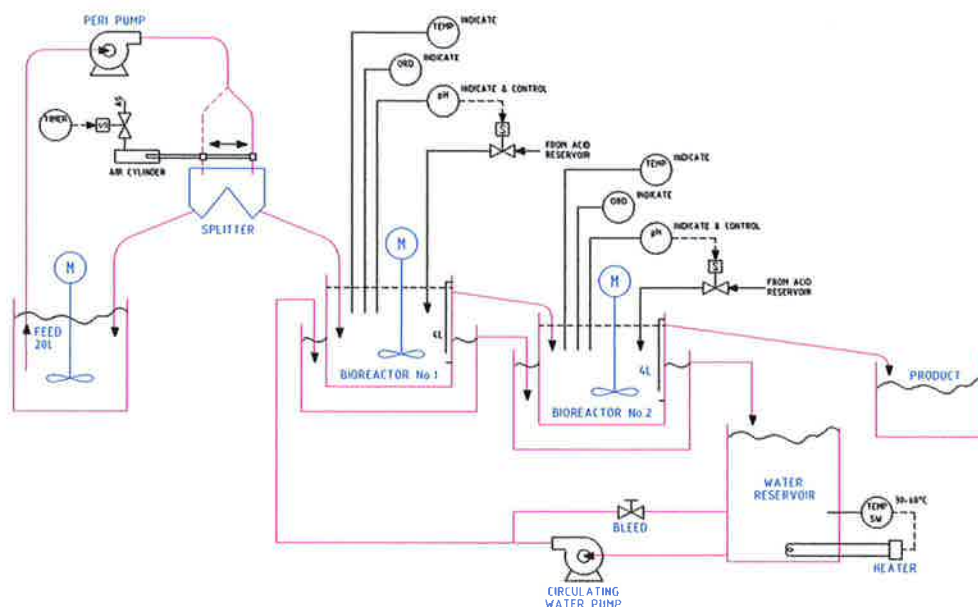 PERI PUMP
TEMP
INDICATE
ORD
INDICATE
pH
INDICATE & CONTROL
S
FROM ACID
RESERVOIR
AS
TIMER
AIR CYLINDER
SPLITTER
TEMP
INDICATE
ORD
INDICATE
pH
INDICATE & CONTROL
S
FROM ACID
RESERVOIR
M
M
M
FEED
20L
4L
BIOREACTOR No.1
4L
BIOREACTOR No.2
PRODUCT
WATER
RESERVOIR
TEMP
SW
HEATER
BLEED
CIRCULATING
WATER PUMP